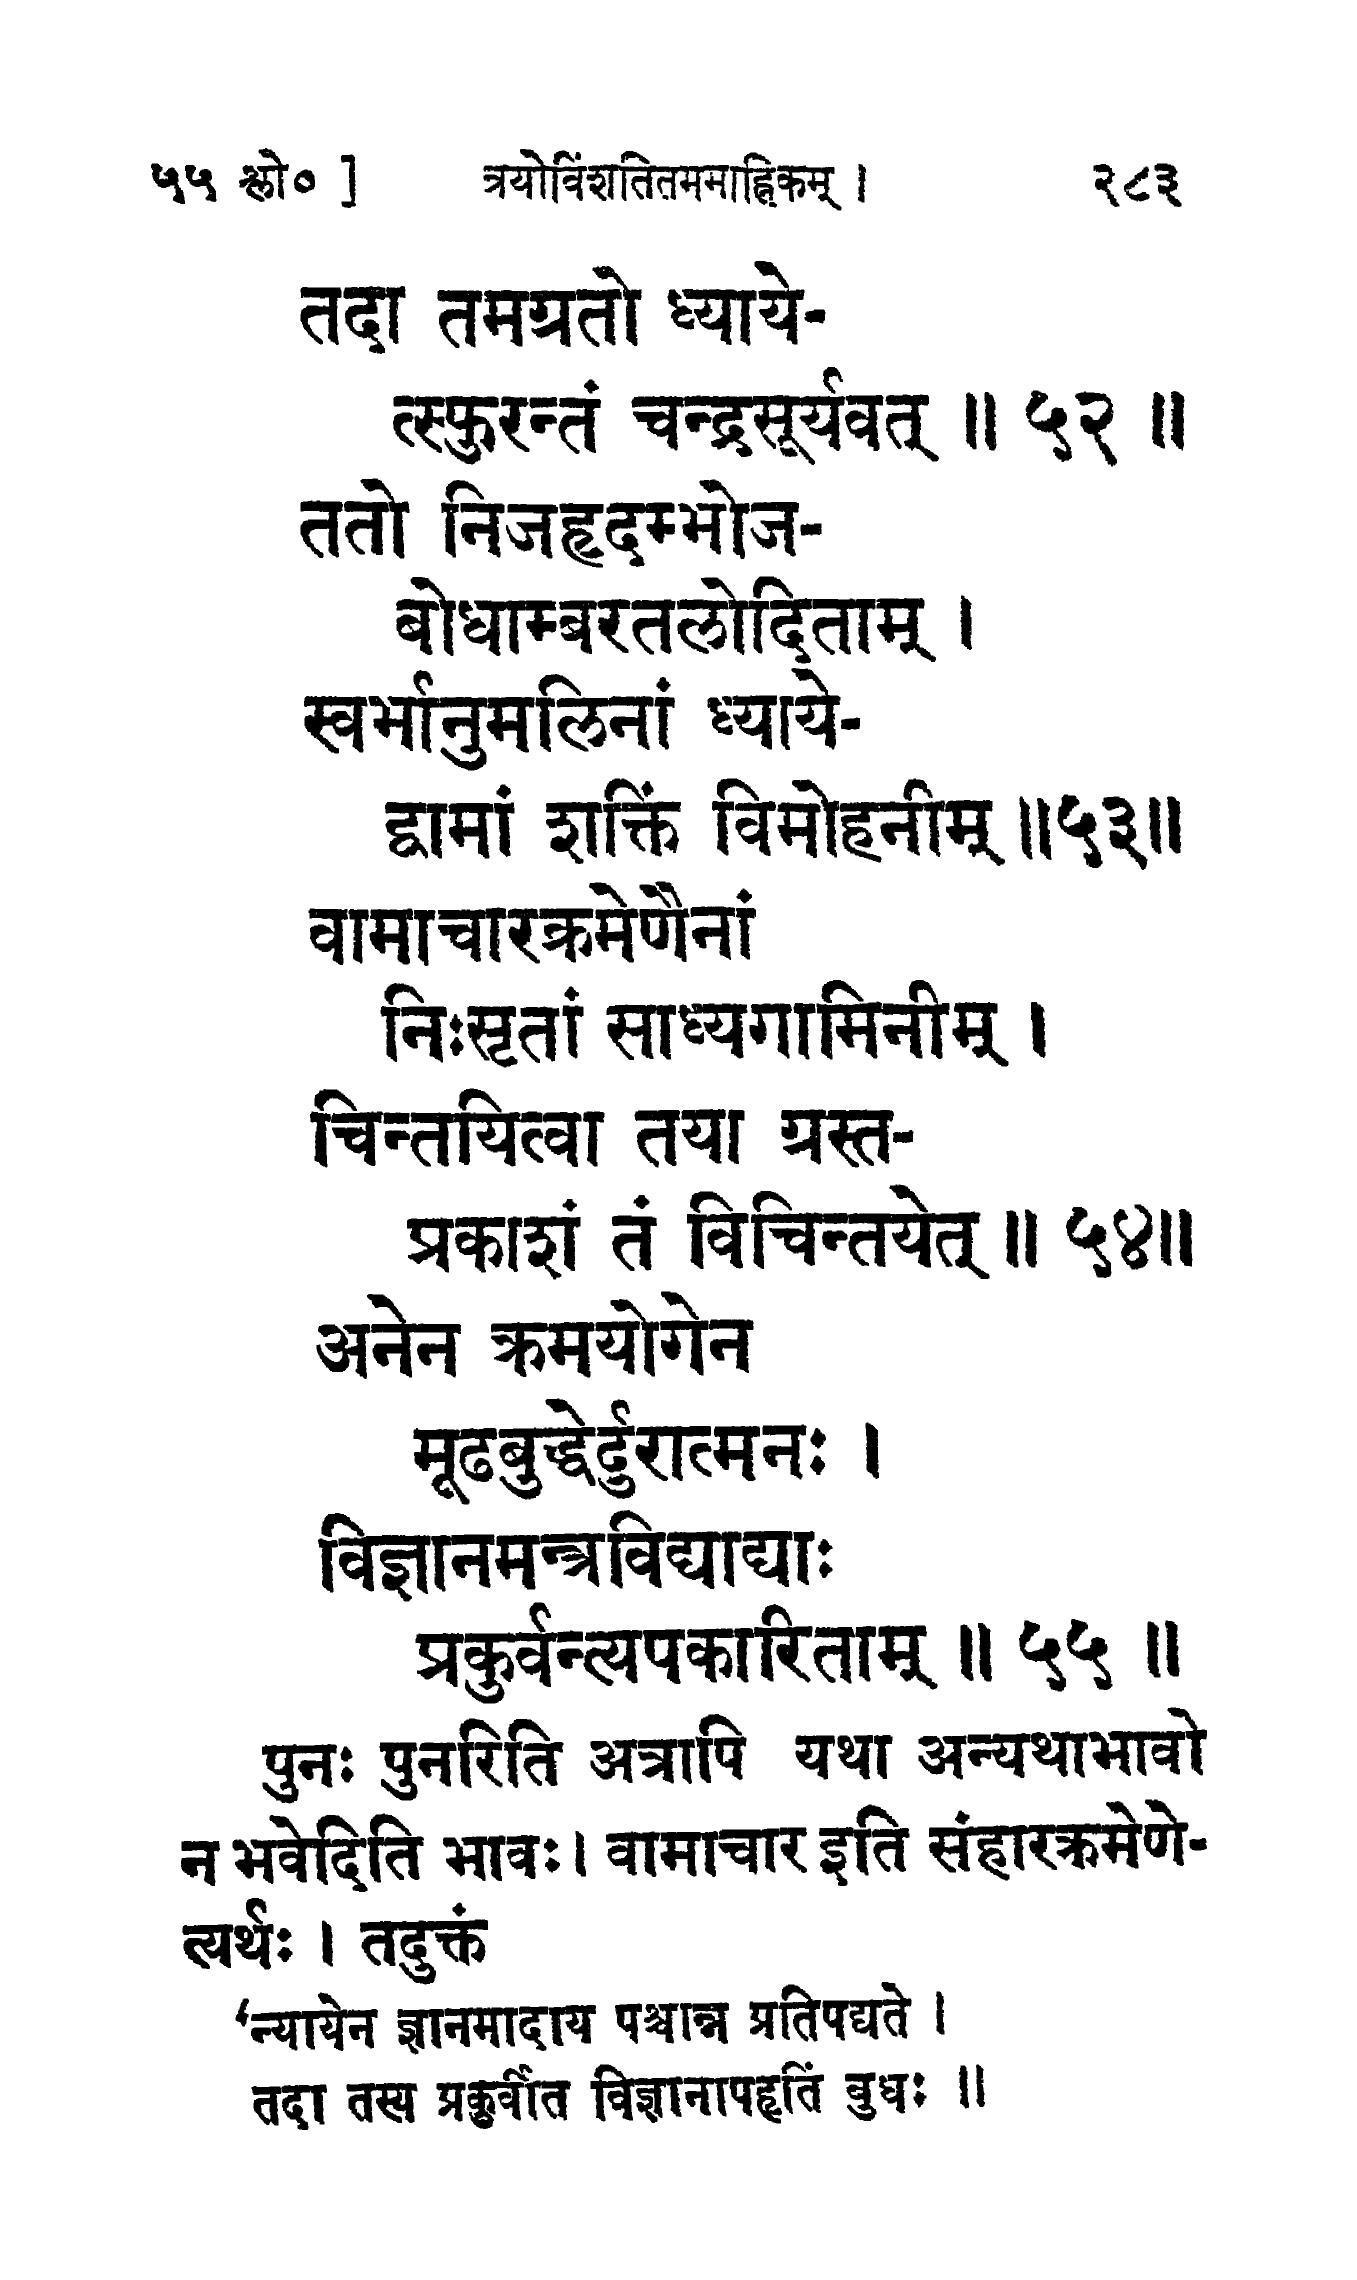 ५५ श्लो० ] त्रयोविंशतितममाह्निकम् । २८३
तदा तमग्रतो ध्याये-
त्स्फुरन्तं चन्द्रसूर्यवत् ॥ ५२ ॥
ततो निजहृदम्भोज-
बोधाम्बरतलोदिताम् ।
स्वर्भानुमलिनां ध्याये-
द्वामां शक्तिं विमोहनीम् ॥५३॥
वामाचारक्रमेणैनां
निःसृतां साध्यगामिनीम् ।
चिन्तयित्वा तया ग्रस्त-
प्रकाशं तं विचिन्तयेत् ॥ ५४॥
अनेन क्रमयोगेन
मूढबुद्धेर्दुरात्मनः ।
विज्ञानमन्त्रविद्याद्याः
प्रकुर्वन्त्यपकारिताम् ॥ ५५ ॥
पुनः पुनरिति अत्रापि यथा अन्यथाभावो
न भवेदिति भावः। वामाचार इति संहारक्रमेणे-
त्यर्थः । तदुक्तं
‘न्यायेन ज्ञानमादाय पश्चान्न प्रतिपद्यते ।
तदा तस्य प्रकुर्वीत विज्ञानापहृतिं बुधः ॥